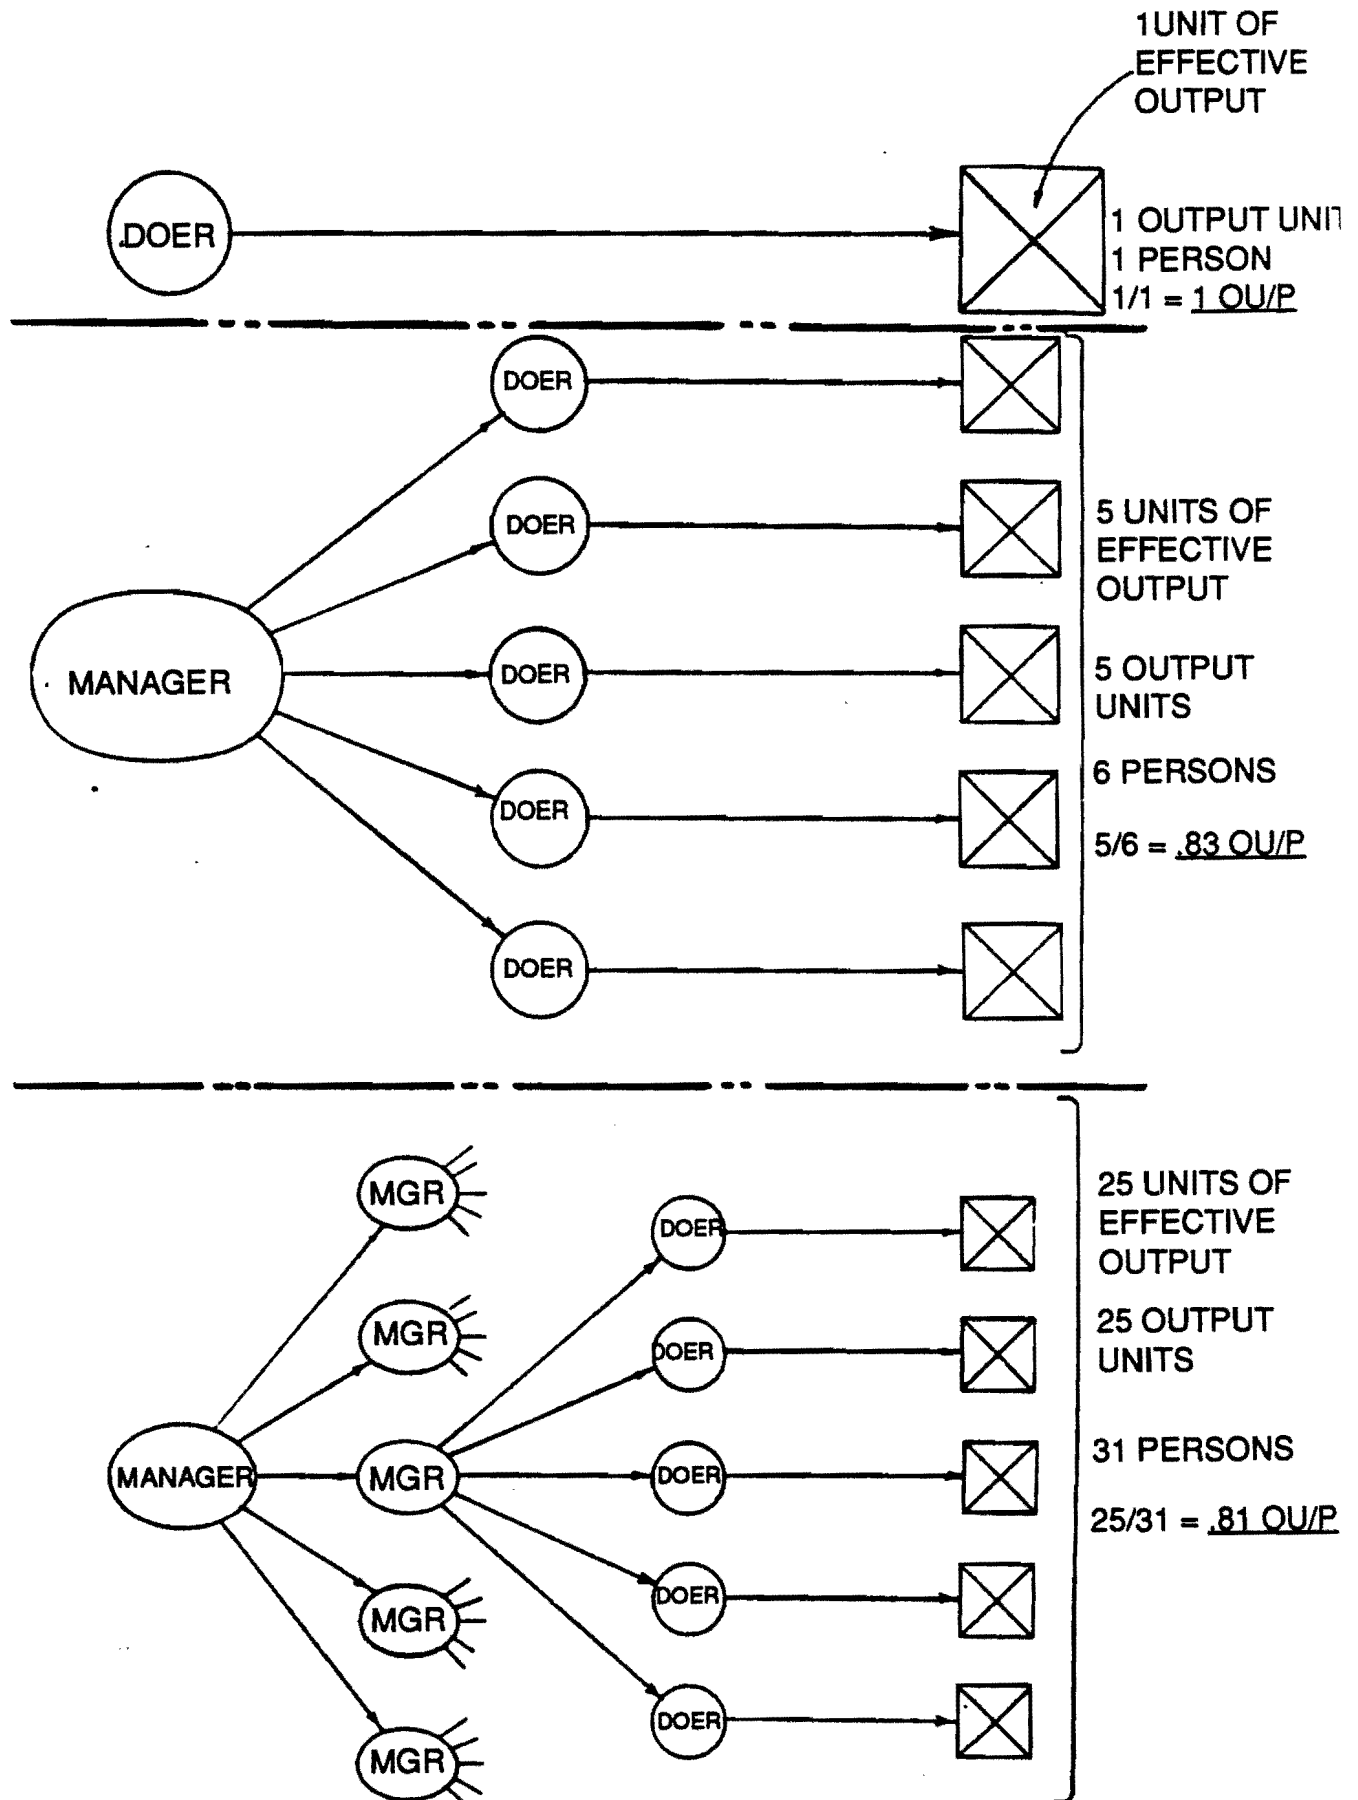 1 UNIT OF
EFFECTIVE
OUTPUT
DOER
1 OUTPUT UNIT
1 PERSON
1/1 = 1 OU/P
DOER
DOER
DOER
DOER
DOER
MANAGER
5 UNITS OF
EFFECTIVE
OUTPUT
5 OUTPUT
UNITS
6 PERSONS
5/6 = .83 OU/P
MANAGER
MGR
MGR
MGR
MGR
MGR
DOER
DOER
DOER
DOER
DOER
25 UNITS OF
EFFECTIVE
OUTPUT
25 OUTPUT
UNITS
31 PERSONS
25/31 = .81 OU/P